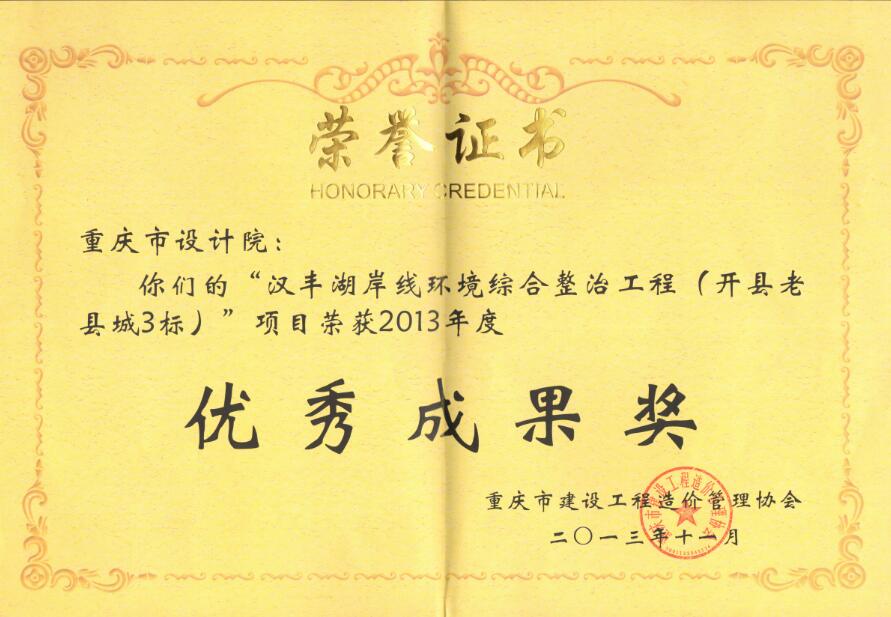 荣誉证书
HONORARY CREDENTIAL
重庆市设计院：
你们的“汉丰湖岸线环境综合整治工程（开县老
县城3标）”项目荣获2013年度
优秀成果奖
重庆市建设工程造价管理协会
二〇一三年十一月